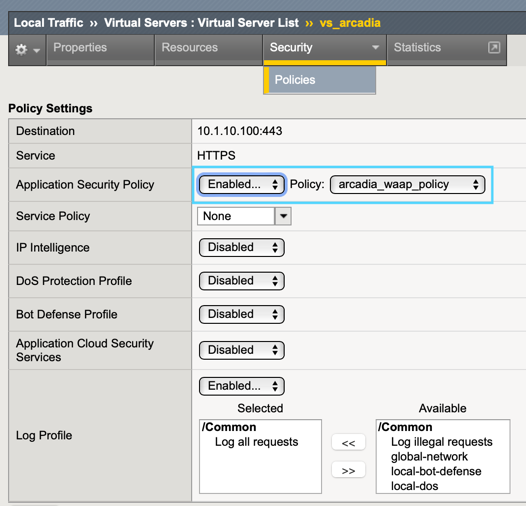 Local Traffic ›› Virtual Servers : Virtual Server List ›› vs_arcadia
Properties Resources Security Statistics
Policies
Policy Settings
Destination 10.1.10.100:443
Service HTTPS
Application Security Policy Enabled... Policy: arcadia_waap_policy
Service Policy None
IP Intelligence Disabled
DoS Protection Profile Disabled
Bot Defense Profile Disabled
Application Cloud Security
Services Disabled
Enabled...
Selected Available
Log Profile
/Common /Common
Log all requests << Log illegal requests
global-network
>> local-bot-defense
local-dos